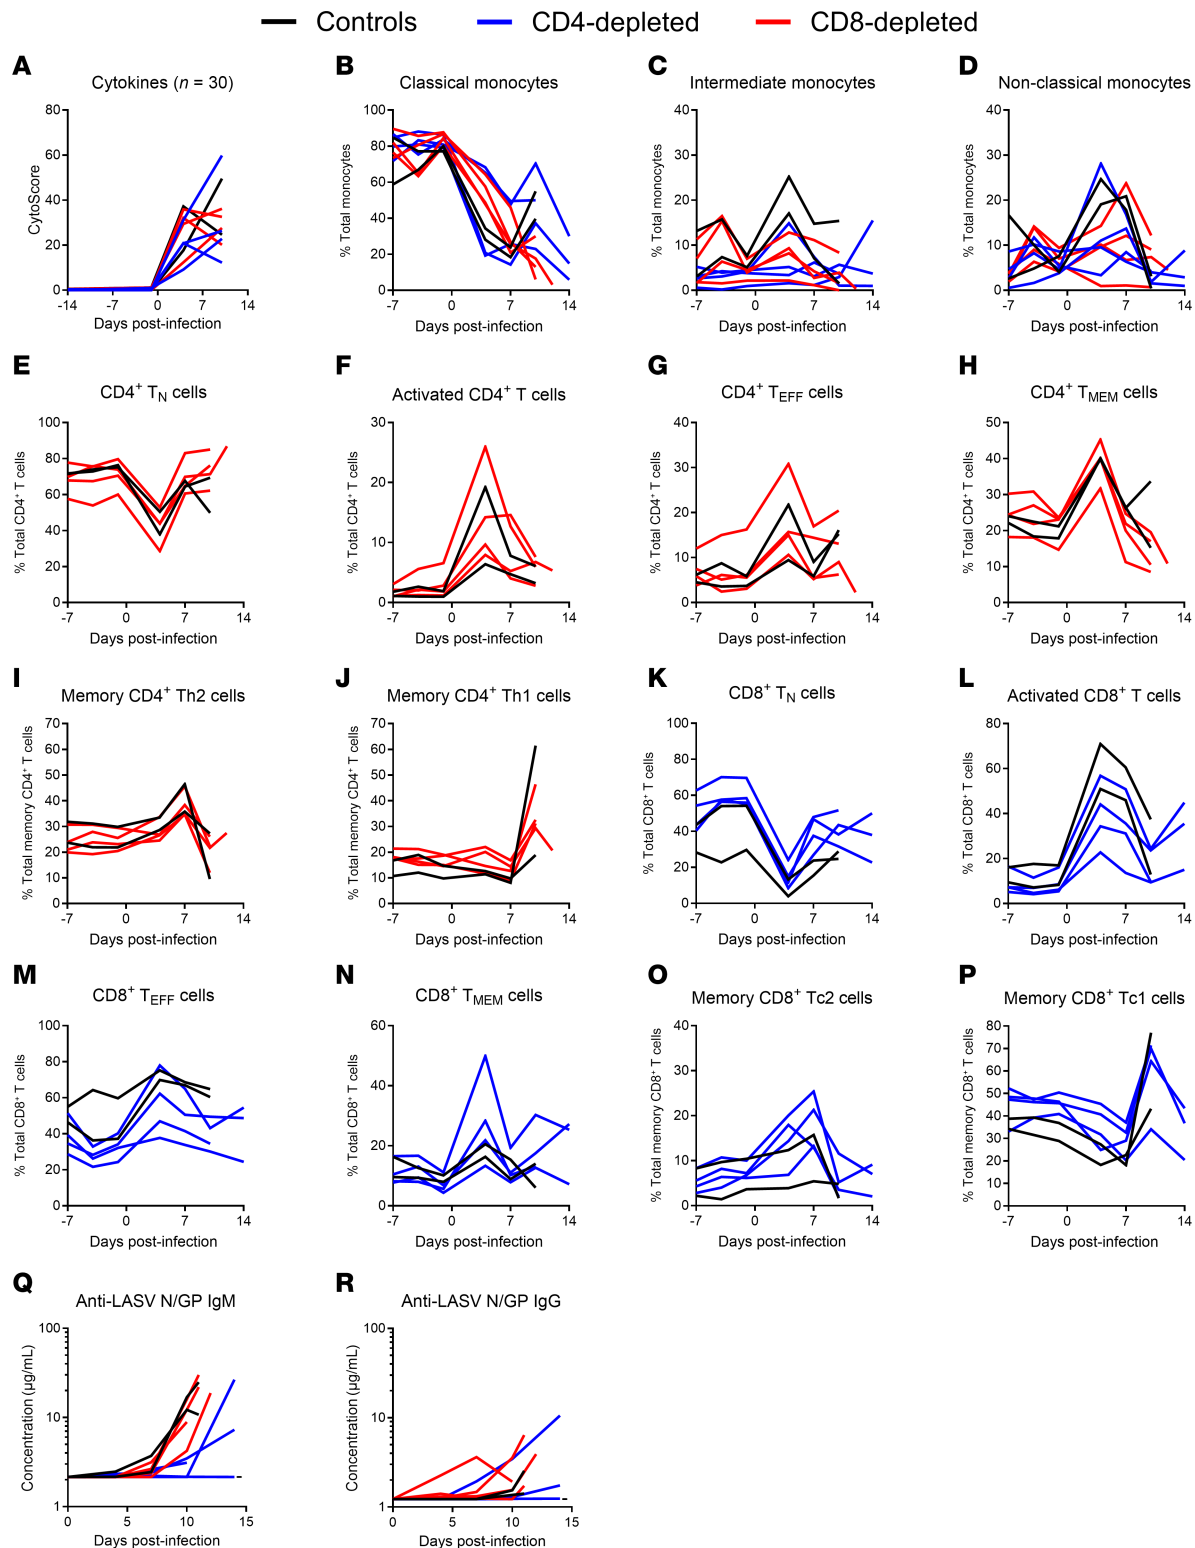 Controls CD4-depleted CD8-depleted
A B C D
Cytokines (n = 30) Classical monocytes Intermediate monocytes Non-classical monocytes
CytoScore
80
60
40
20
0
-14 -7 0 7 14
Days post-infection
% Total monocytes
100
80
60
40
20
0
-7 0 7 14
Days post-infection
% Total monocytes
40
30
20
10
0
-7 0 7 14
Days post-infection
% Total monocytes
40
30
20
10
0
-7 0 7 14
Days post-infection
E F G H
CD4⁺ T_N cells Activated CD4⁺ T cells CD4⁺ T_EFF cells CD4⁺ T_MEM cells
% Total CD4⁺ T cells
100
80
60
40
20
0
-7 0 7 14
Days post-infection
% Total CD4⁺ T cells
30
20
10
0
-7 0 7 14
Days post-infection
% Total CD4⁺ T cells
40
30
20
10
0
-7 0 7 14
Days post-infection
% Total CD4⁺ T cells
50
40
30
20
10
0
-7 0 7 14
Days post-infection
I J K L
Memory CD4⁺ Th2 cells Memory CD4⁺ Th1 cells CD8⁺ T_N cells Activated CD8⁺ T cells
% Total memory CD4⁺ T cells
70
60
50
40
30
20
10
0
-7 0 7 14
Days post-infection
% Total memory CD4⁺ T cells
70
60
50
40
30
20
10
0
-7 0 7 14
Days post-infection
% Total CD8⁺ T cells
100
80
60
40
20
0
-7 0 7 14
Days post-infection
% Total CD8⁺ T cells
80
60
40
20
0
-7 0 7 14
Days post-infection
M N O P
CD8⁺ T_EFF cells CD8⁺ T_MEM cells Memory CD8⁺ Tc2 cells Memory CD8⁺ Tc1 cells
% Total CD8⁺ T cells
100
80
60
40
20
0
-7 0 7 14
Days post-infection
% Total CD8⁺ T cells
60
40
20
0
-7 0 7 14
Days post-infection
% Total memory CD8⁺ T cells
40
30
20
10
0
-7 0 7 14
Days post-infection
% Total memory CD8⁺ T cells
80
70
60
50
40
30
20
10
0
-7 0 7 14
Days post-infection
Q R
Anti-LASV N/GP IgM Anti-LASV N/GP IgG
Concentration (µg/mL)
100
10
1
0 5 10 15
Days post-infection
Concentration (µg/mL)
100
10
1
0 5 10 15
Days post-infection